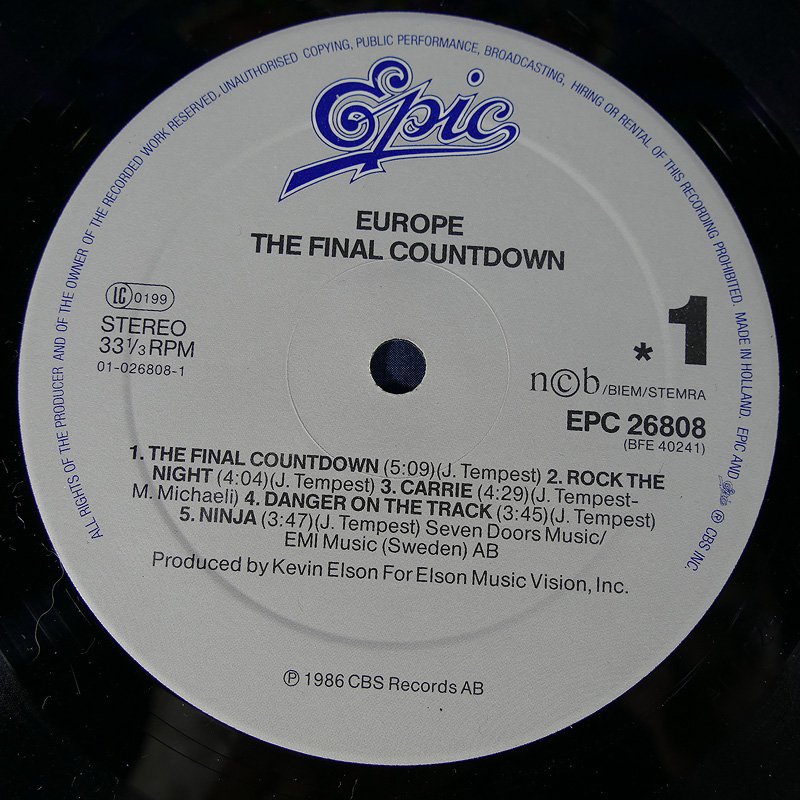 ALL RIGHTS OF THE PRODUCER AND OF THE OWNER OF THE RECORDED WORK RESERVED. UNAUTHORISED COPYING, PUBLIC PERFORMANCE, BROADCASTING, HIRING OR RENTAL OF THIS RECORDING PROHIBITED. MADE IN HOLLAND. EPIC AND Epic ® CBS INC.
Epic
EUROPE
THE FINAL COUNTDOWN
LC 0199
STEREO
33 1/3 RPM
01-026808-1
* 1
n©b/BIEM/STEMRA
EPC 26808
(BFE 40241)
1. THE FINAL COUNTDOWN (5:09)(J. Tempest) 2. ROCK THE
NIGHT (4:04)(J. Tempest) 3. CARRIE (4:29)(J. Tempest-
M. Michaeli) 4. DANGER ON THE TRACK (3:45)(J. Tempest)
5. NINJA (3:47)(J. Tempest) Seven Doors Music/
EMI Music (Sweden) AB
Produced by Kevin Elson For Elson Music Vision, Inc.
℗ 1986 CBS Records AB